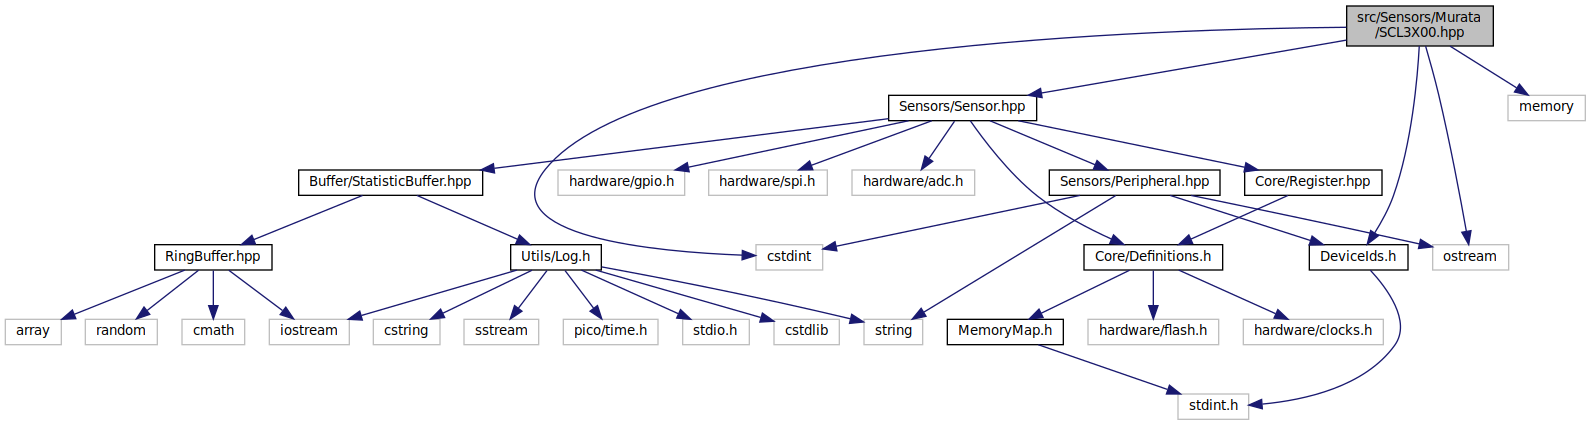 src/Sensors/Murata
/SCL3X00.hpp
Sensors/Sensor.hpp
memory
Buffer/StatisticBuffer.hpp
hardware/gpio.h
hardware/spi.h
hardware/adc.h
Sensors/Peripheral.hpp
Core/Register.hpp
RingBuffer.hpp
Utils/Log.h
cstdint
Core/Definitions.h
DeviceIds.h
ostream
array
random
cmath
iostream
cstring
sstream
pico/time.h
stdio.h
cstdlib
string
MemoryMap.h
hardware/flash.h
hardware/clocks.h
stdint.h